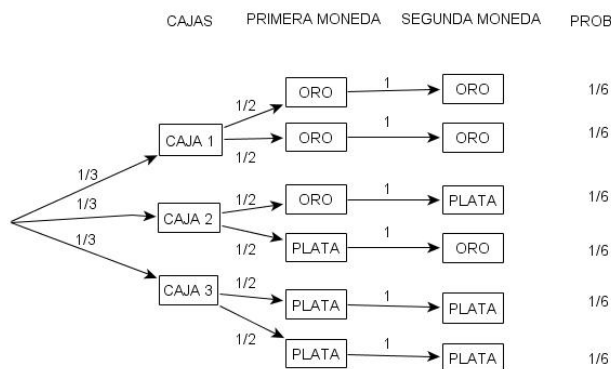 CAJAS PRIMERA MONEDA SEGUNDA MONEDA PROB
1/2 ORO 1 ORO 1/6
CAJA 1
1/2 ORO 1 ORO 1/6
1/3
1/3 1/2 ORO 1 PLATA 1/6
CAJA 2
1/3 1/2 PLATA 1 ORO 1/6
CAJA 3 1/2 PLATA 1 PLATA 1/6
1/2 PLATA 1 PLATA 1/6